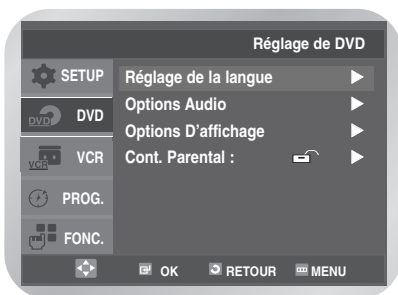 Réglage de DVD
SETUP
DVD
DVD
VCR
VCR
PROG.
FONC.
Réglage de la langue
Options Audio
Options D'affichage
Cont. Parental :
OK
RETOUR
MENU